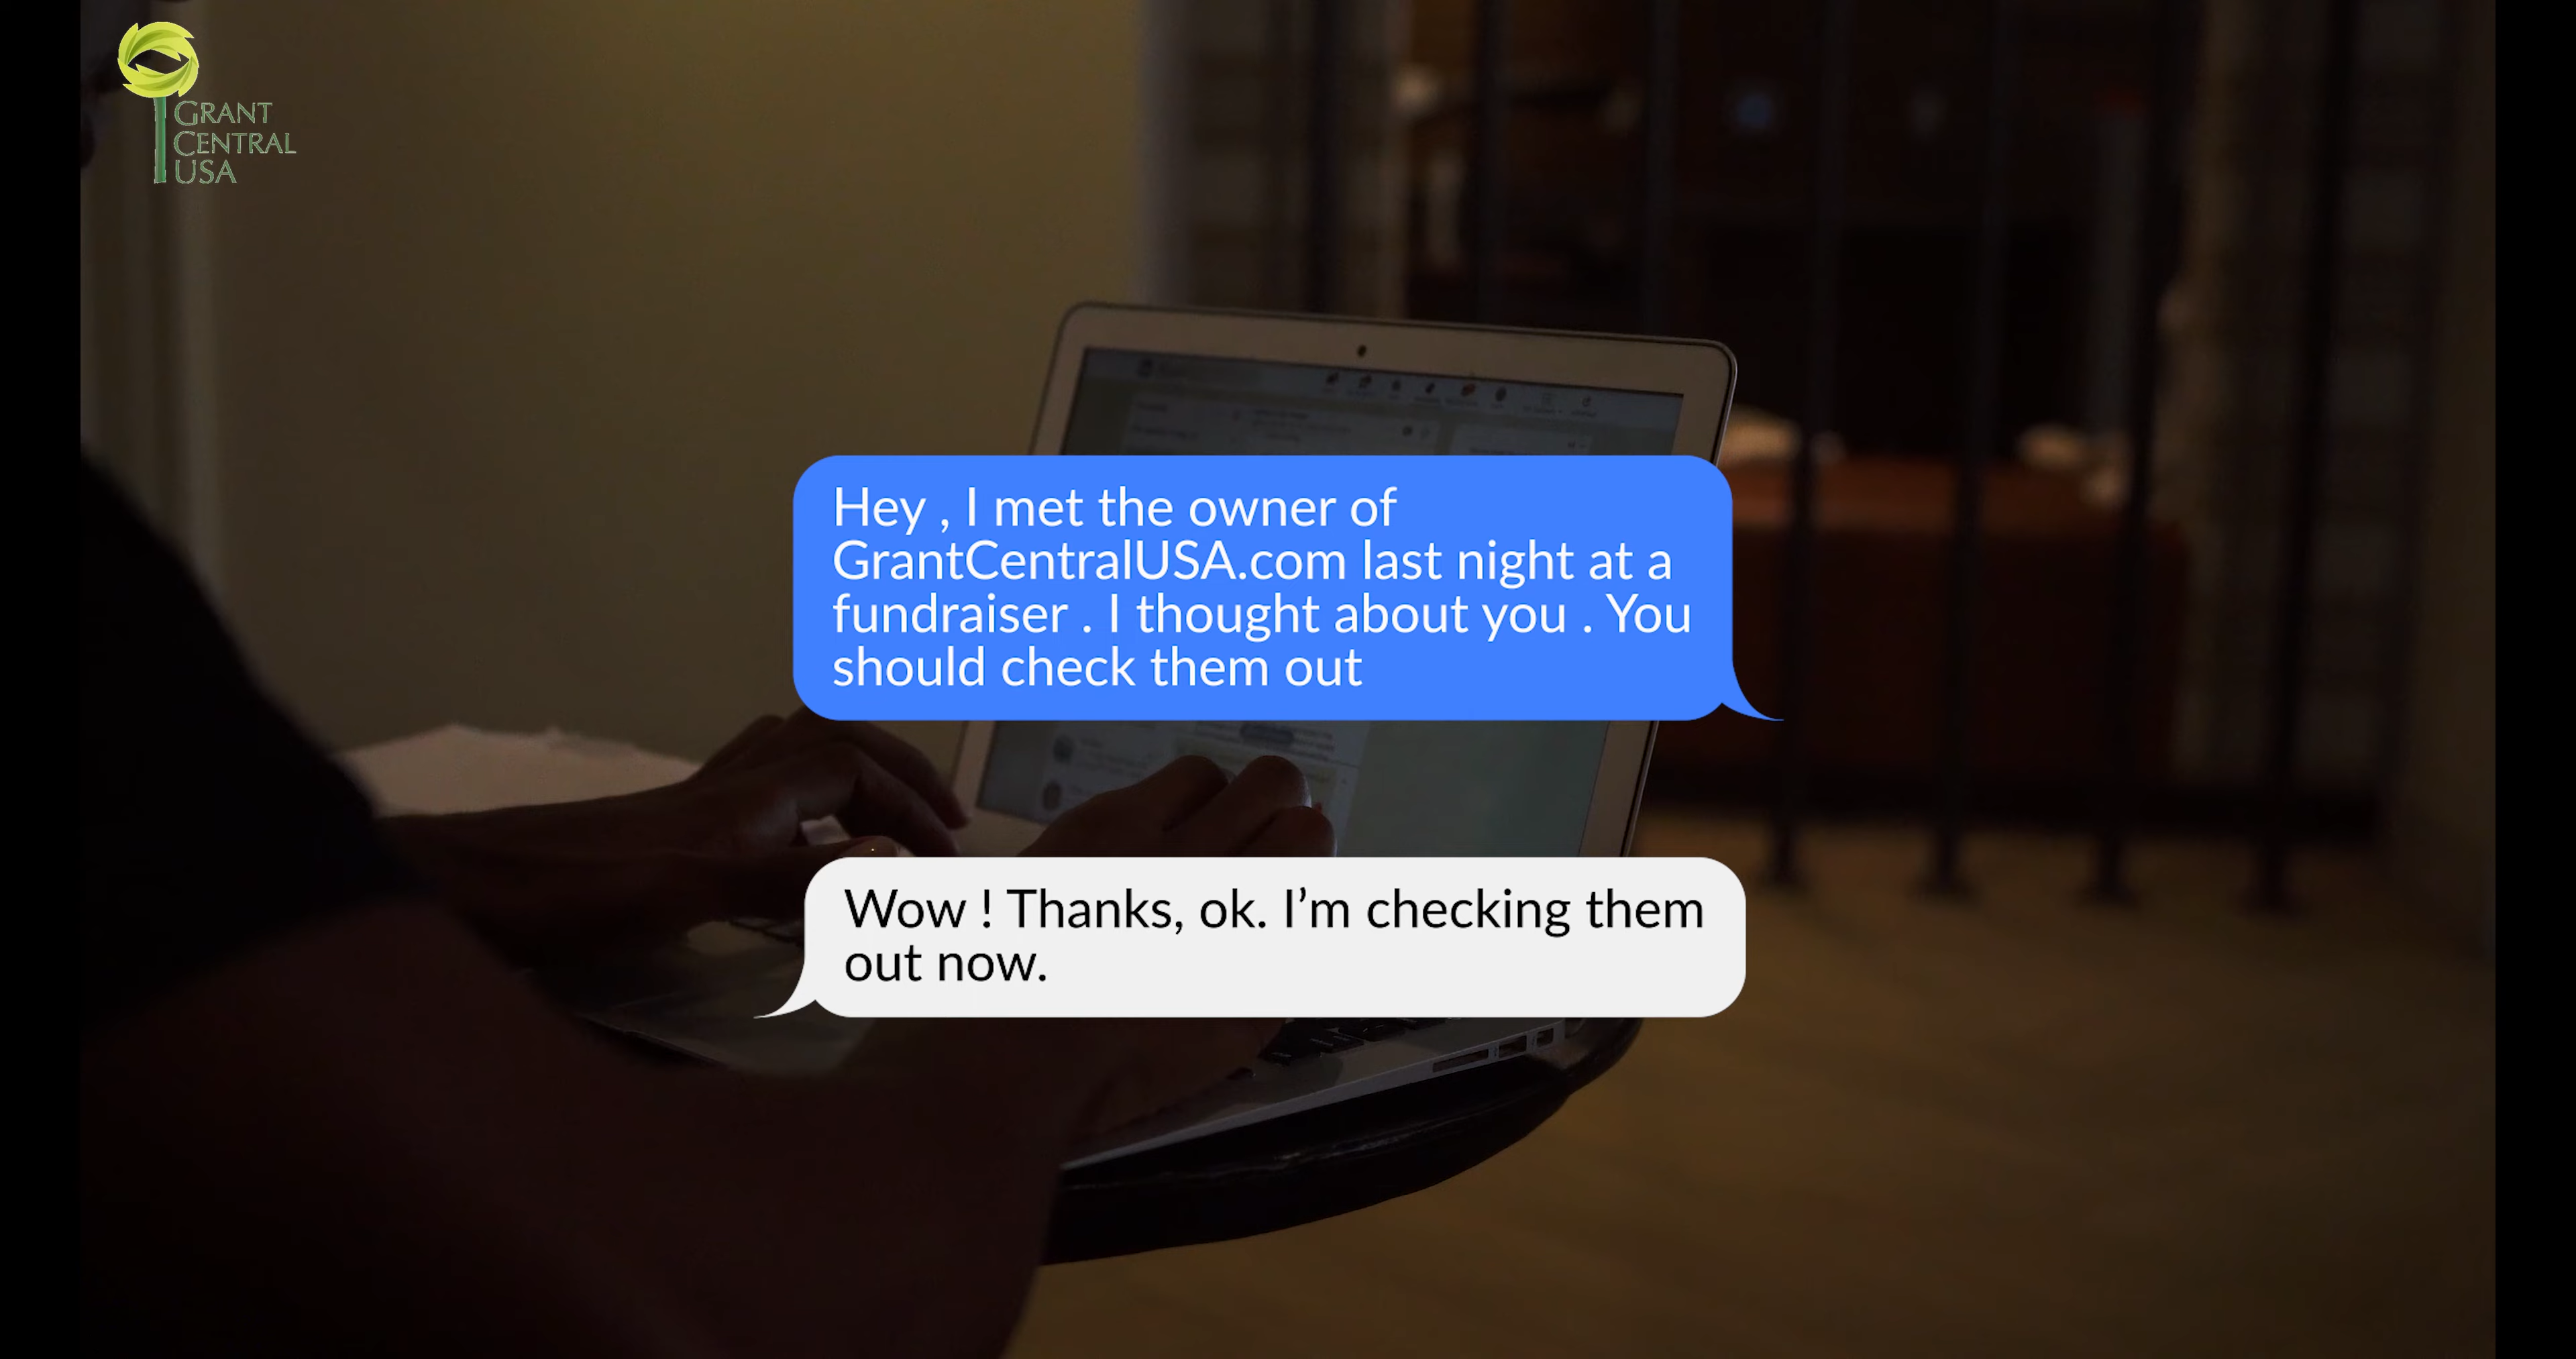 GRANT
CENTRAL
USA
Hey , I met the owner of
GrantCentralUSA.com last night at a
fundraiser . I thought about you . You
should check them out
Wow ! Thanks, ok. I’m checking them
out now.